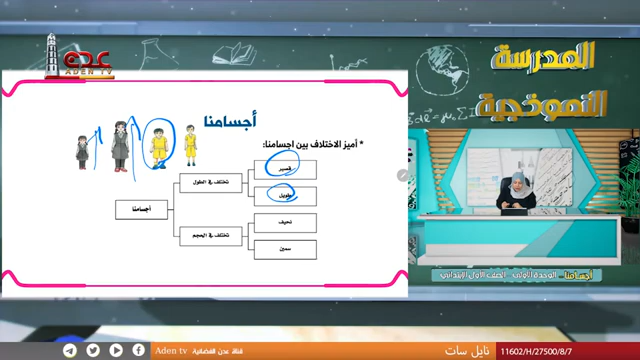 عدن
ADEN TV
المدرسة
النموذجية
أجسامنا
* أميز الاختلاف بين اجسامنا:
قصير
تختلف في الطول
طويل
أجسامنا
نحيف
تختلف في الحجم
سمين
أجسامنا – الوحدة الأولى – الصف الأول الابتدائي
Aden tv قناة عدن الفضائية
نايل سات
11602/H/27500/8/7